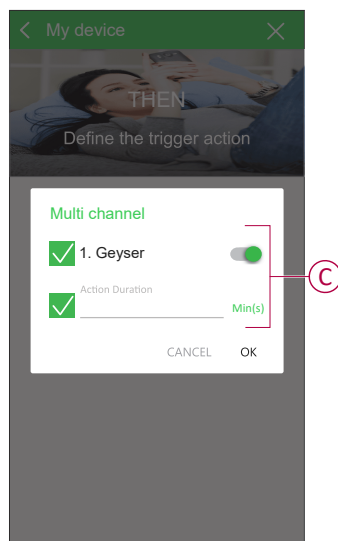 My device
THEN
Define the trigger action
Multi channel
1. Geyser
Action Duration
Min(s)
CANCEL OK
C